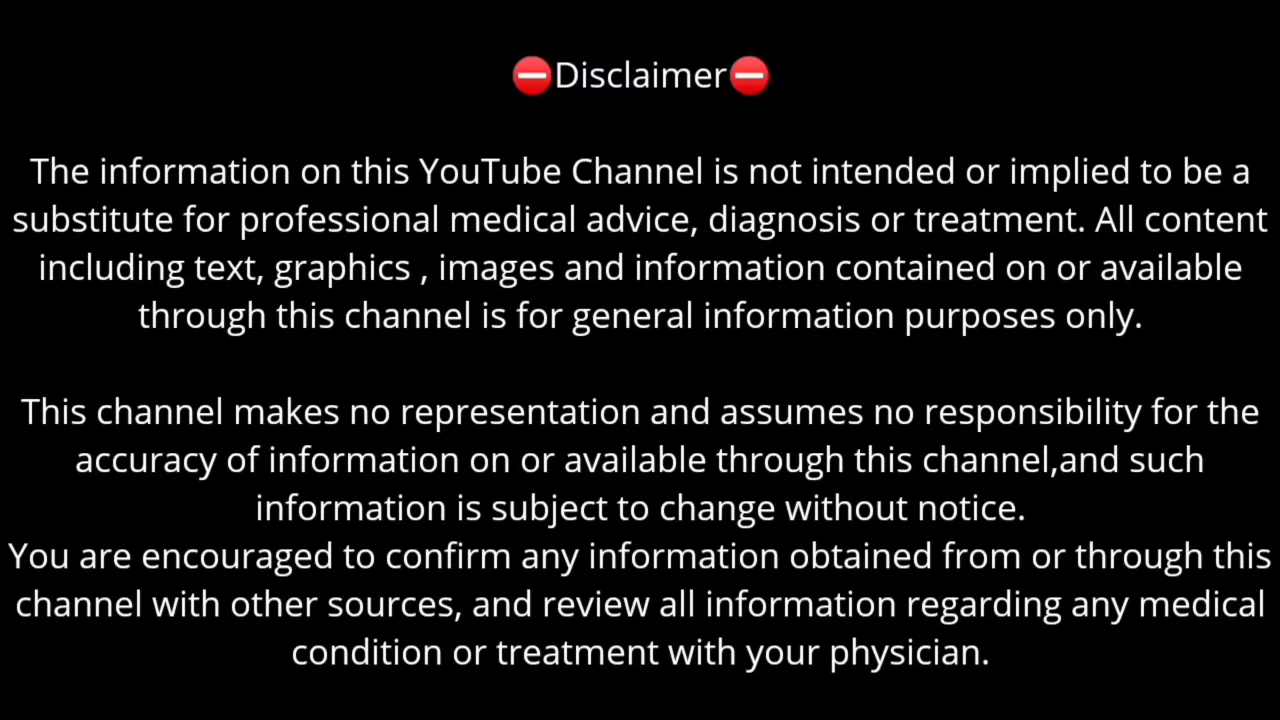 ⛔Disclaimer⛔
The information on this YouTube Channel is not intended or implied to be a
substitute for professional medical advice, diagnosis or treatment. All content
including text, graphics , images and information contained on or available
through this channel is for general information purposes only.
This channel makes no representation and assumes no responsibility for the
accuracy of information on or available through this channel,and such
information is subject to change without notice.
You are encouraged to confirm any information obtained from or through this
channel with other sources, and review all information regarding any medical
condition or treatment with your physician.